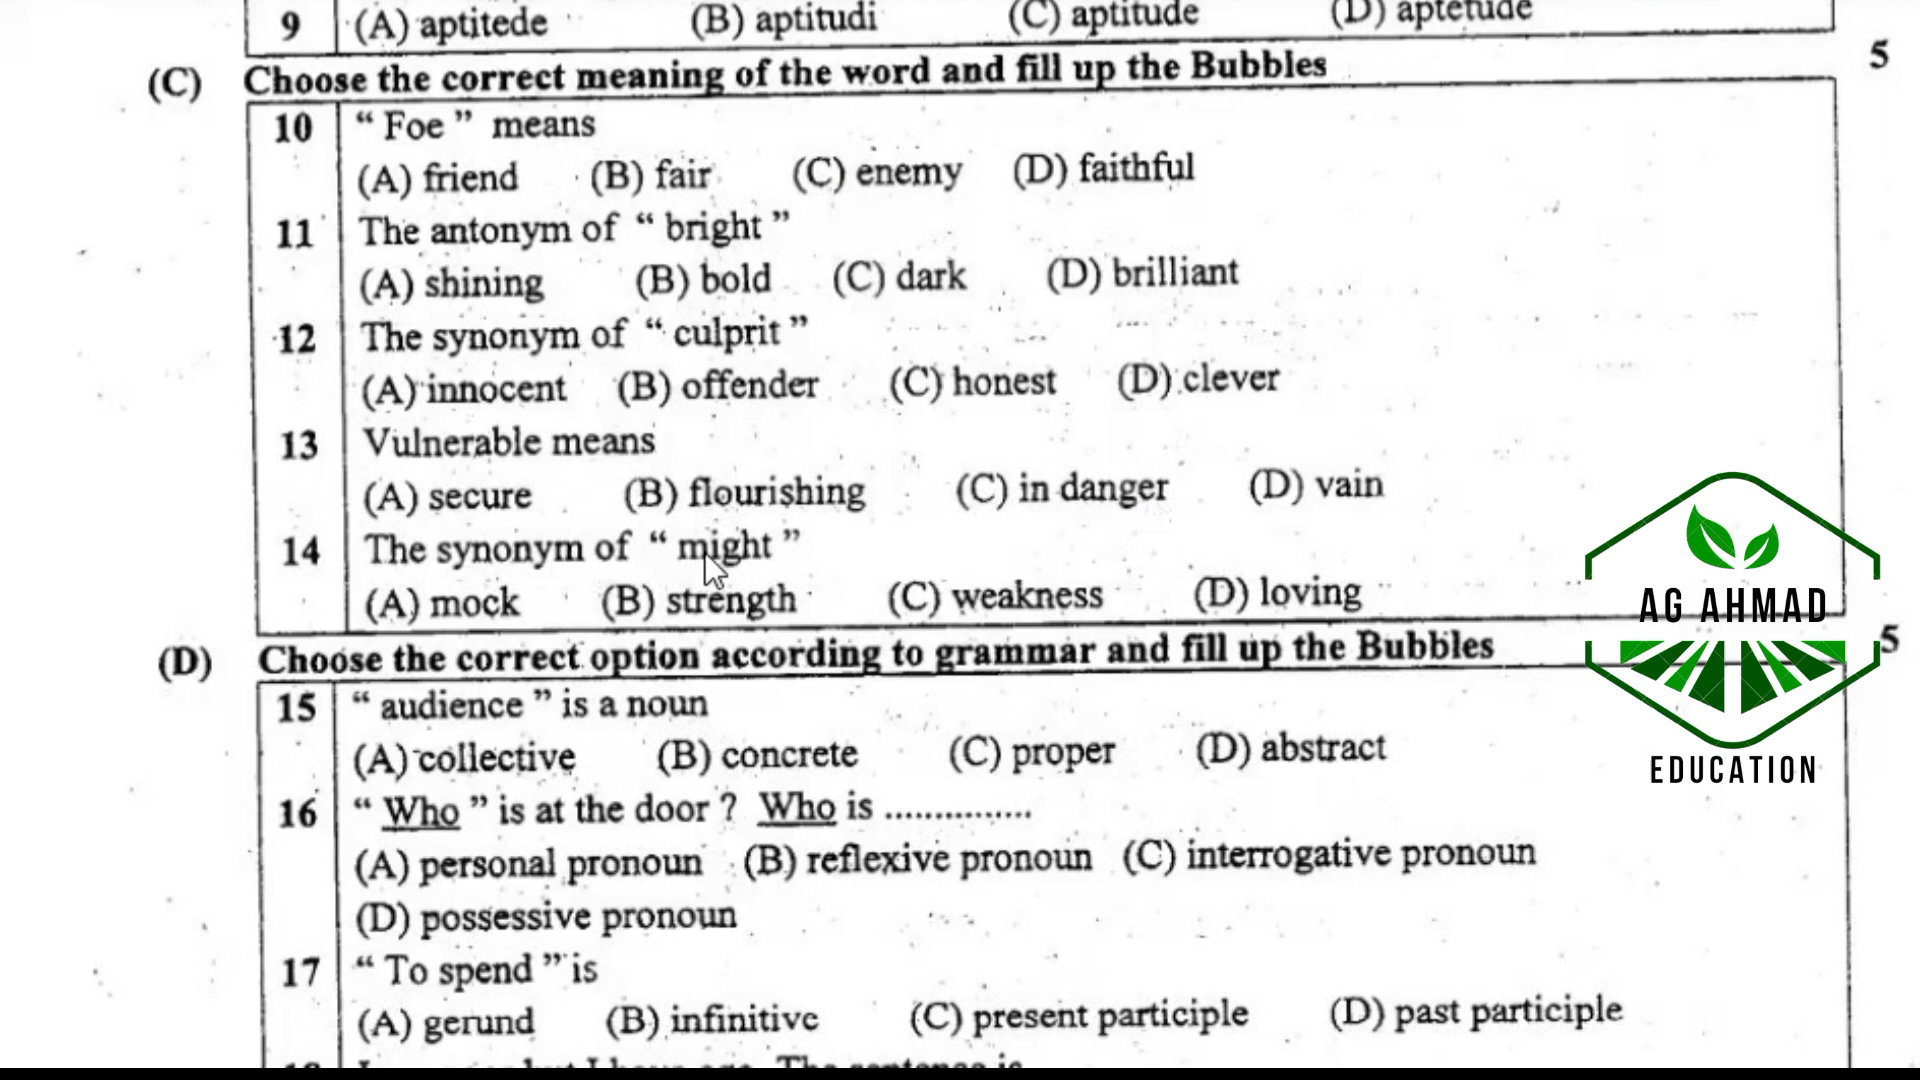 9 (A) aptitede (B) aptitudi (C) aptitude (D) aptetude
(C) Choose the correct meaning of the word and fill up the Bubbles 5
10 “ Foe ” means
(A) friend (B) fair (C) enemy (D) faithful
11 The antonym of “ bright ”
(A) shining (B) bold (C) dark (D) brilliant
12 The synonym of “ culprit ”
(A) innocent (B) offender (C) honest (D) clever
13 Vulnerable means
(A) secure (B) flourishing (C) in danger (D) vain
14 The synonym of “ might ”
(A) mock (B) strength (C) weakness (D) loving
AG AHMAD
EDUCATION
(D) Choose the correct option according to grammar and fill up the Bubbles 5
15 “ audience ” is a noun
(A) collective (B) concrete (C) proper (D) abstract
16 “ Who ” is at the door ? Who is ...............
(A) personal pronoun (B) reflexive pronoun (C) interrogative pronoun
(D) possessive pronoun
17 “ To spend ” is
(A) gerund (B) infinitive (C) present participle (D) past participle
The sentence is